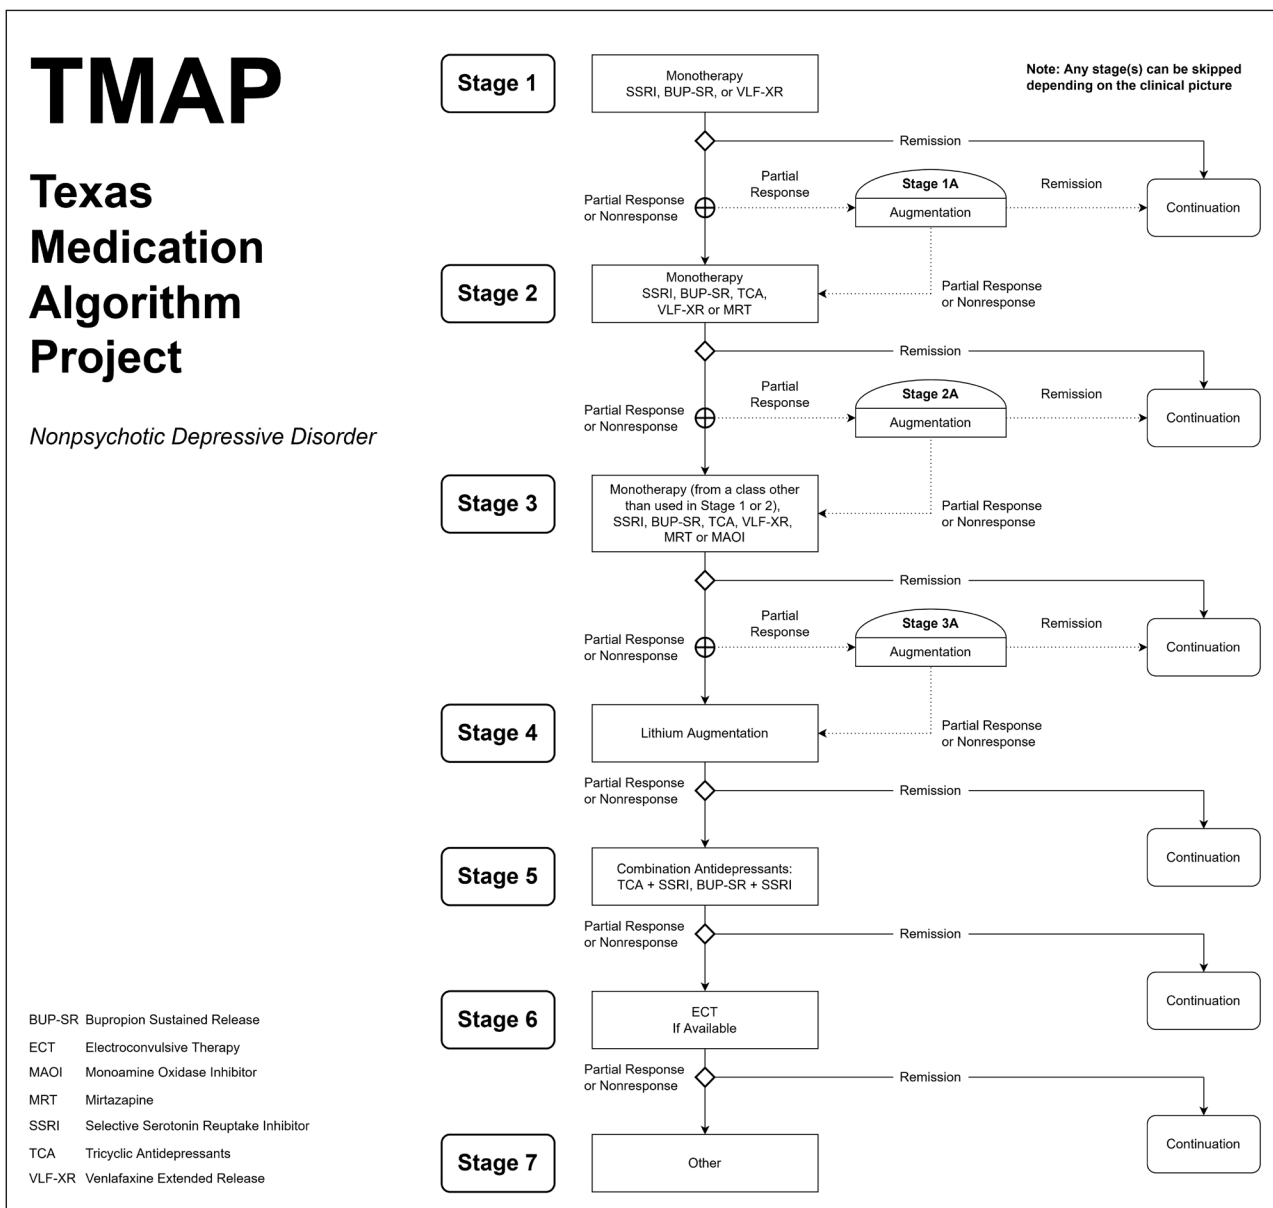 TMAP
Texas
Medication
Algorithm
Project
Nonpsychotic Depressive Disorder
Note: Any stage(s) can be skipped
depending on the clinical picture
Stage 1
Monotherapy
SSRI, BUP-SR, or VLF-XR
Remission
Partial Response
or Nonresponse
Partial
Response
Stage 1A
Augmentation
Remission
Continuation
Partial Response
or Nonresponse
Stage 2
Monotherapy
SSRI, BUP-SR, TCA,
VLF-XR or MRT
Remission
Partial Response
or Nonresponse
Partial
Response
Stage 2A
Augmentation
Remission
Continuation
Partial Response
or Nonresponse
Stage 3
Monotherapy (from a class other
than used in Stage 1 or 2),
SSRI, BUP-SR, TCA, VLF-XR,
MRT or MAOI
Remission
Partial Response
or Nonresponse
Partial
Response
Stage 3A
Augmentation
Remission
Continuation
Partial Response
or Nonresponse
Stage 4
Lithium Augmentation
Partial Response
or Nonresponse
Remission
Continuation
Stage 5
Combination Antidepressants:
TCA + SSRI, BUP-SR + SSRI
Partial Response
or Nonresponse
Remission
Continuation
Stage 6
ECT
If Available
Partial Response
or Nonresponse
Remission
Continuation
Stage 7
Other
BUP-SR Bupropion Sustained Release
ECT Electroconvulsive Therapy
MAOI Monoamine Oxidase Inhibitor
MRT Mirtazapine
SSRI Selective Serotonin Reuptake Inhibitor
TCA Tricyclic Antidepressants
VLF-XR Venlafaxine Extended Release